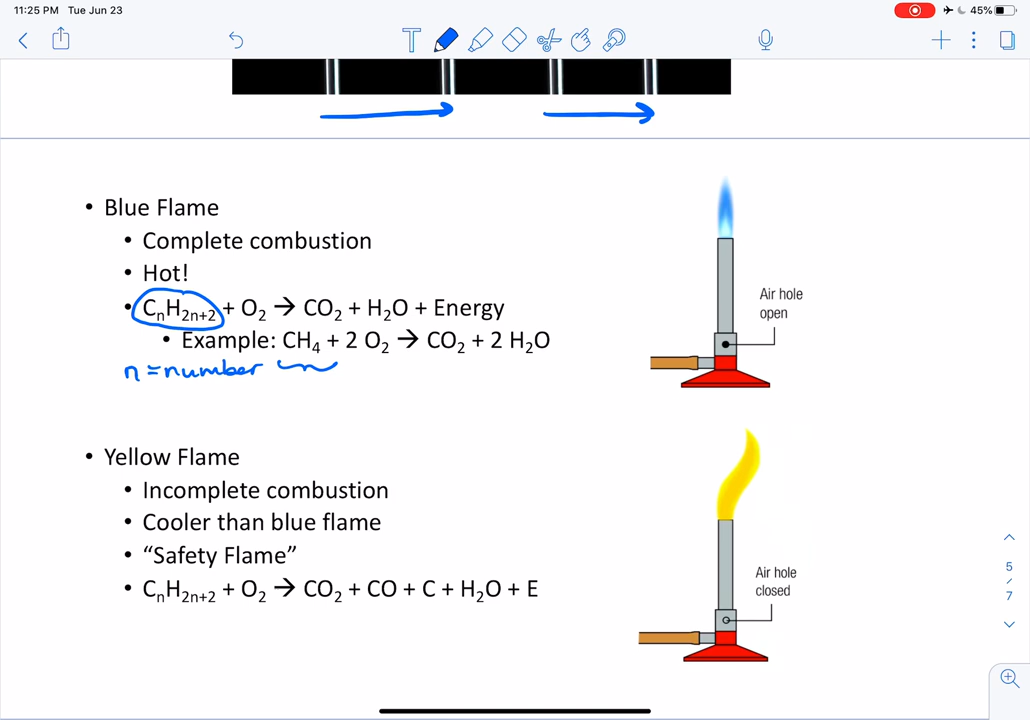 11:25 PM Tue Jun 23
45%
• Blue Flame
• Complete combustion
• Hot!
• CₙH₂ₙ₊₂ + O₂ → CO₂ + H₂O + Energy
• Example: CH₄ + 2 O₂ → CO₂ + 2 H₂O
n = number
Air hole
open
• Yellow Flame
• Incomplete combustion
• Cooler than blue flame
• “Safety Flame”
• CₙH₂ₙ₊₂ + O₂ → CO₂ + CO + C + H₂O + E
Air hole
closed
5
/
7